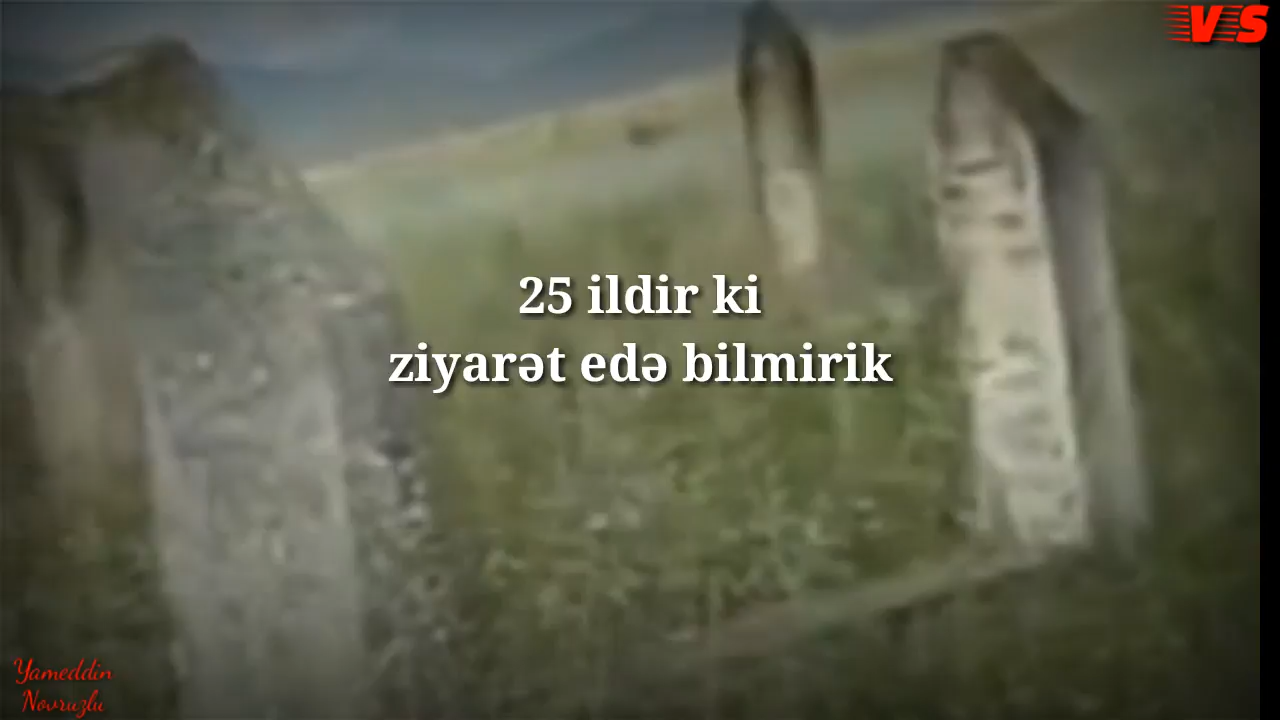 VS
25 ildir ki
ziyarət edə bilmirik
Yameddin
Novruzlu